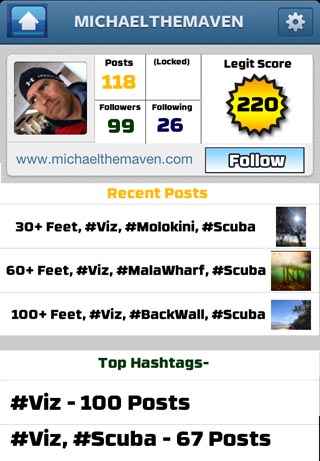 MICHAELTHEMAVEN
Posts
118
(Locked)
Followers
99
Following
26
Legit Score
220
www.michaelthemaven.com
Follow
Recent Posts
30+ Feet, #Viz, #Molokini, #Scuba
60+ Feet, #Viz, #MalaWharf, #Scuba
100+ Feet, #Viz, #BackWall, #Scuba
Top Hashtags-
#Viz - 100 Posts
#Viz, #Scuba - 67 Posts